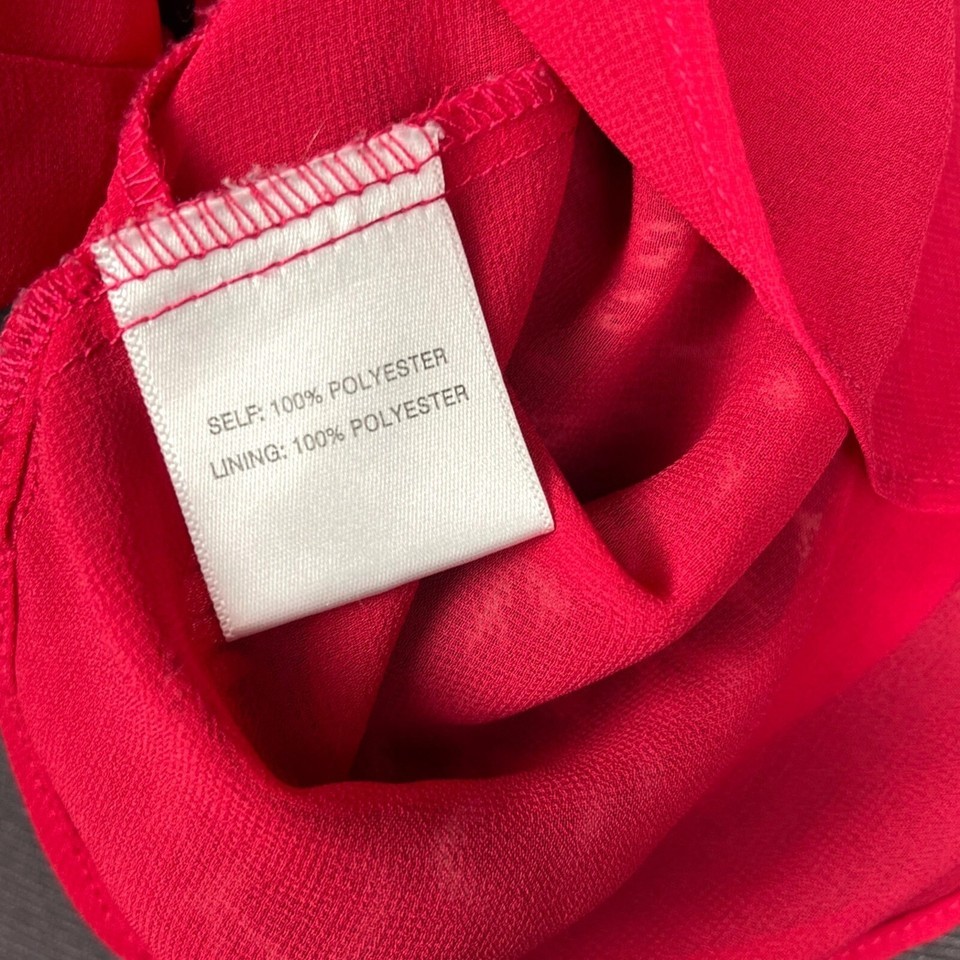 SELF: 100% POLYESTER
LINING: 100% POLYESTER